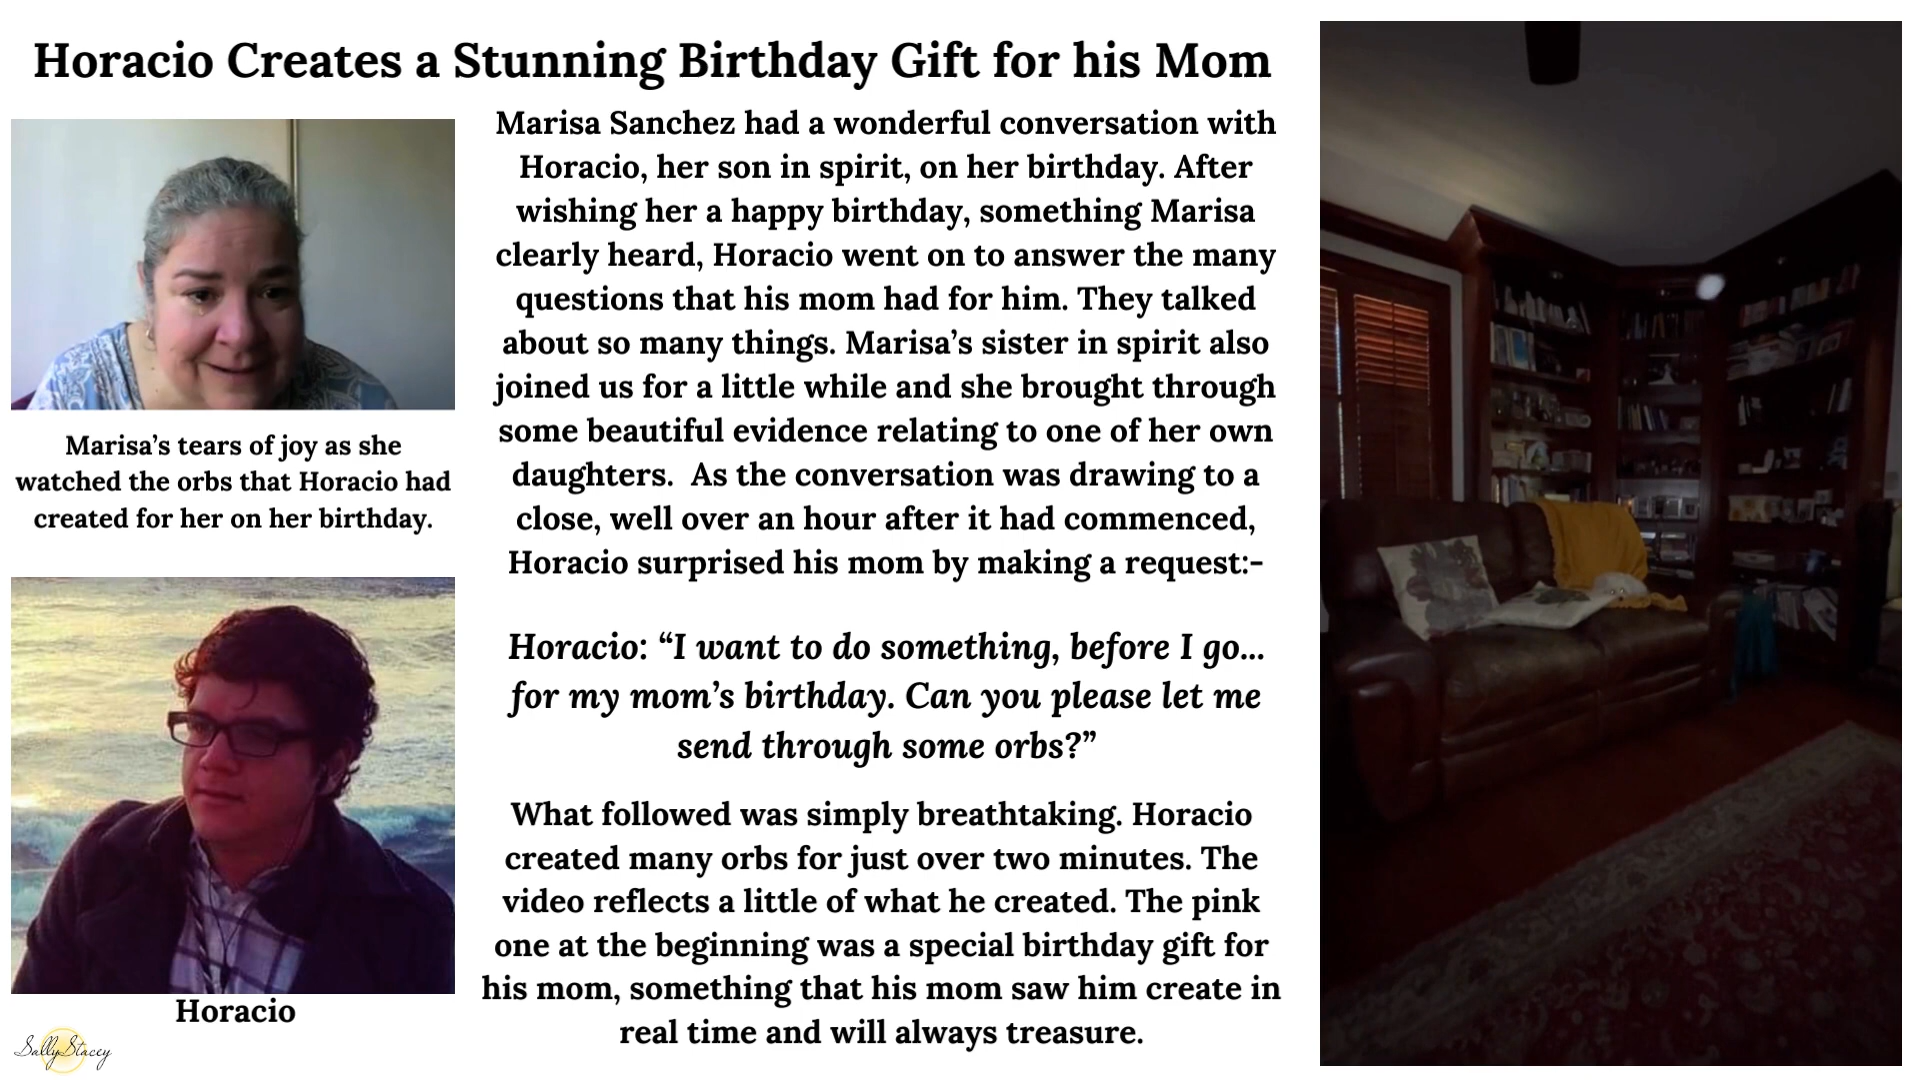 Horacio Creates a Stunning Birthday Gift for his Mom
Marisa Sanchez had a wonderful conversation with
Horacio, her son in spirit, on her birthday. After
wishing her a happy birthday, something Marisa
clearly heard, Horacio went on to answer the many
questions that his mom had for him. They talked
about so many things. Marisa’s sister in spirit also
joined us for a little while and she brought through
some beautiful evidence relating to one of her own
daughters.  As the conversation was drawing to a
close, well over an hour after it had commenced,
Horacio surprised his mom by making a request:-
Horacio: “I want to do something, before I go...
for my mom’s birthday. Can you please let me
send through some orbs?”
What followed was simply breathtaking. Horacio
created many orbs for just over two minutes. The
video reflects a little of what he created. The pink
one at the beginning was a special birthday gift for
his mom, something that his mom saw him create in
real time and will always treasure.
Marisa’s tears of joy as she
watched the orbs that Horacio had
created for her on her birthday.
Horacio
SallyStacey